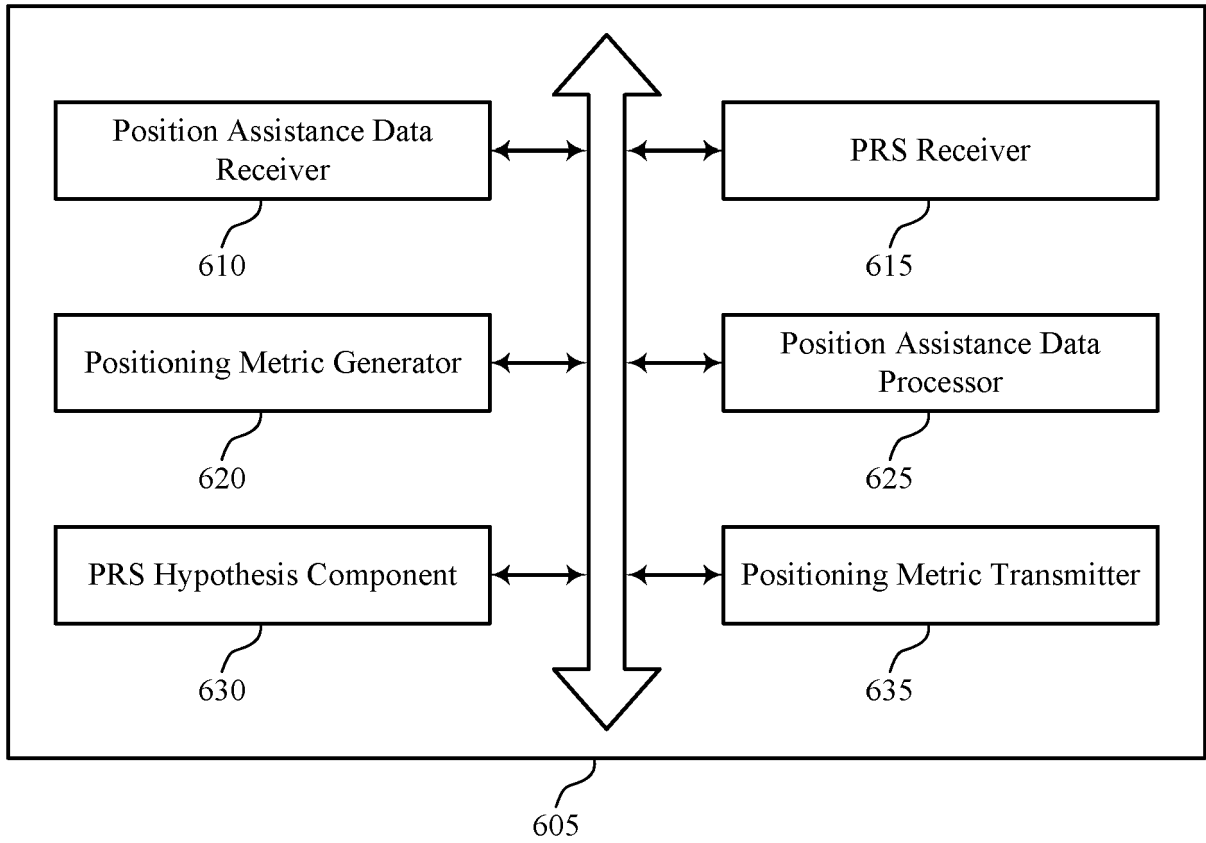 Position Assistance Data
Receiver
610
PRS Receiver
615
Positioning Metric Generator
620
Position Assistance Data
Processor
625
PRS Hypothesis Component
630
Positioning Metric Transmitter
635
605